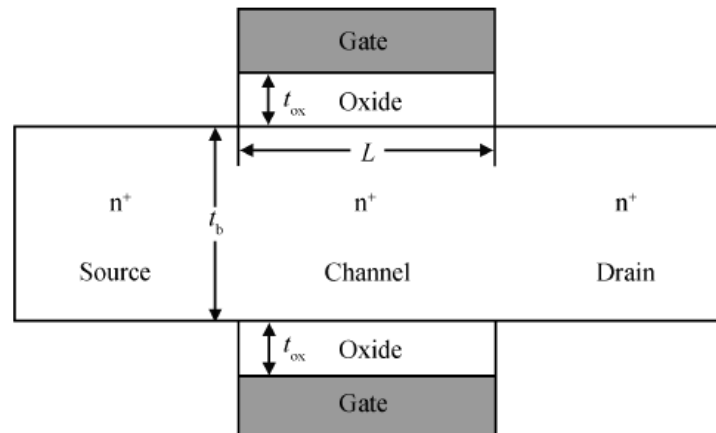 Gate
t_ox Oxide
L
n⁺ n⁺ n⁺
t_b
Source Channel Drain
t_ox Oxide
Gate